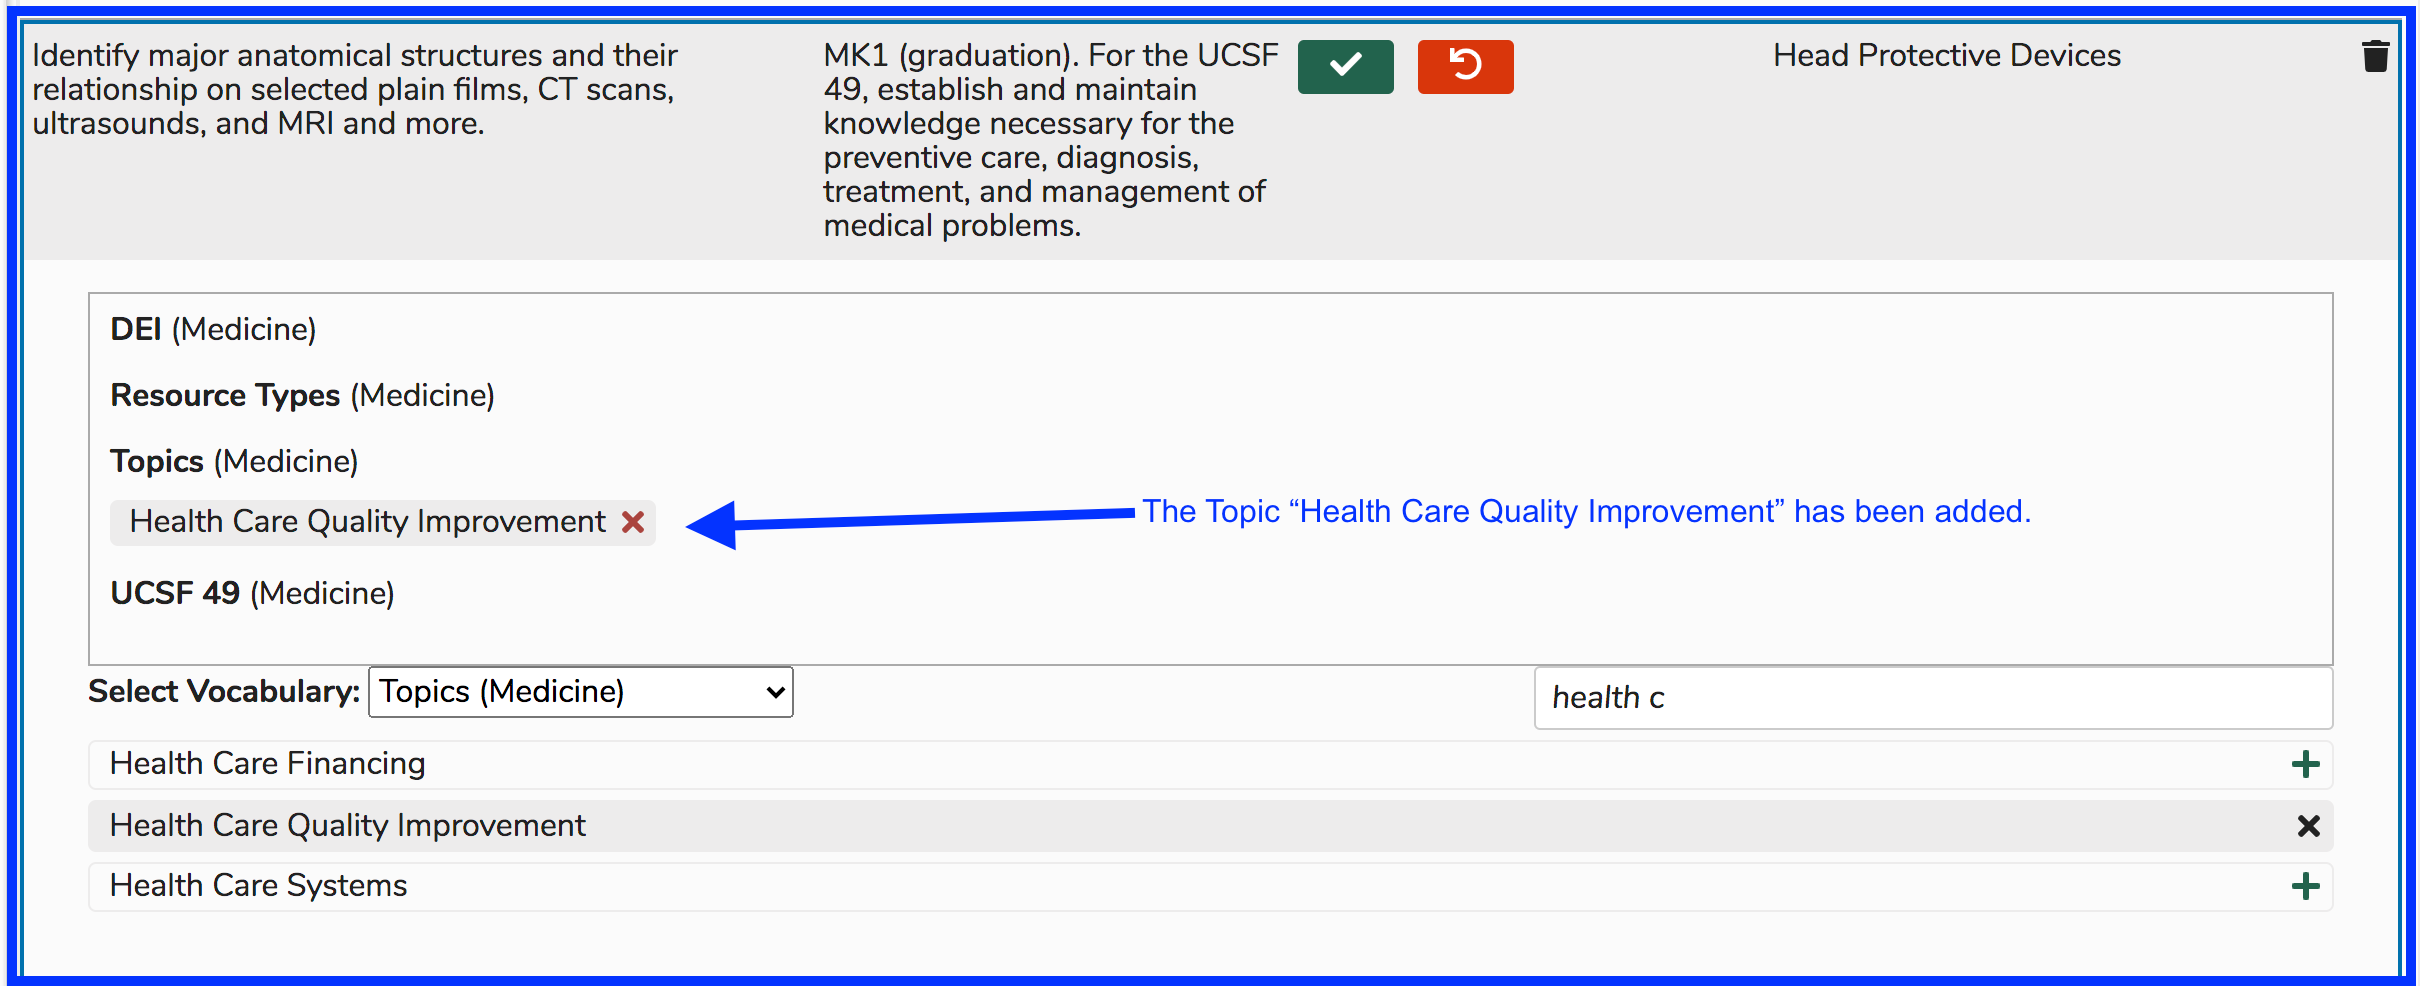 Identify major anatomical structures and their
relationship on selected plain films, CT scans,
ultrasounds, and MRI and more.
MK1 (graduation). For the UCSF
49, establish and maintain
knowledge necessary for the
preventive care, diagnosis,
treatment, and management of
medical problems.
Head Protective Devices
DEI (Medicine)
Resource Types (Medicine)
Topics (Medicine)
Health Care Quality Improvement
The Topic “Health Care Quality Improvement” has been added.
UCSF 49 (Medicine)
Select Vocabulary: Topics (Medicine)
health c
Health Care Financing
Health Care Quality Improvement
Health Care Systems